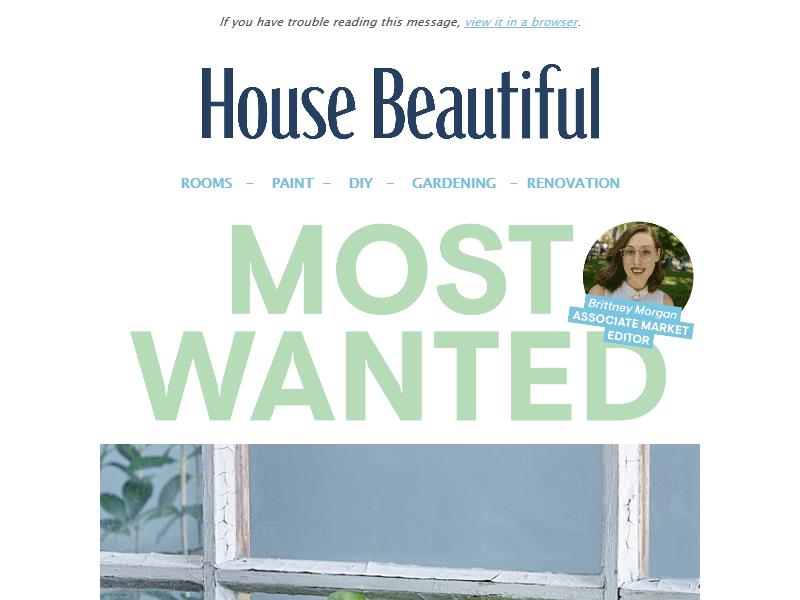 If you have trouble reading this message, view it in a browser.
House Beautiful
ROOMS – PAINT – DIY – GARDENING – RENOVATION
MOST
WANTED
Brittney Morgan
ASSOCIATE MARKET
EDITOR